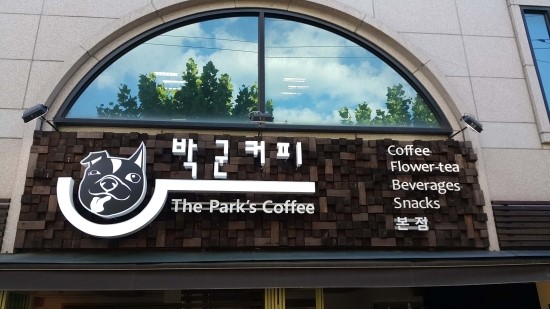 박군커피
The Park's Coffee
Coffee
Flower-tea
Beverages
Snacks
본점